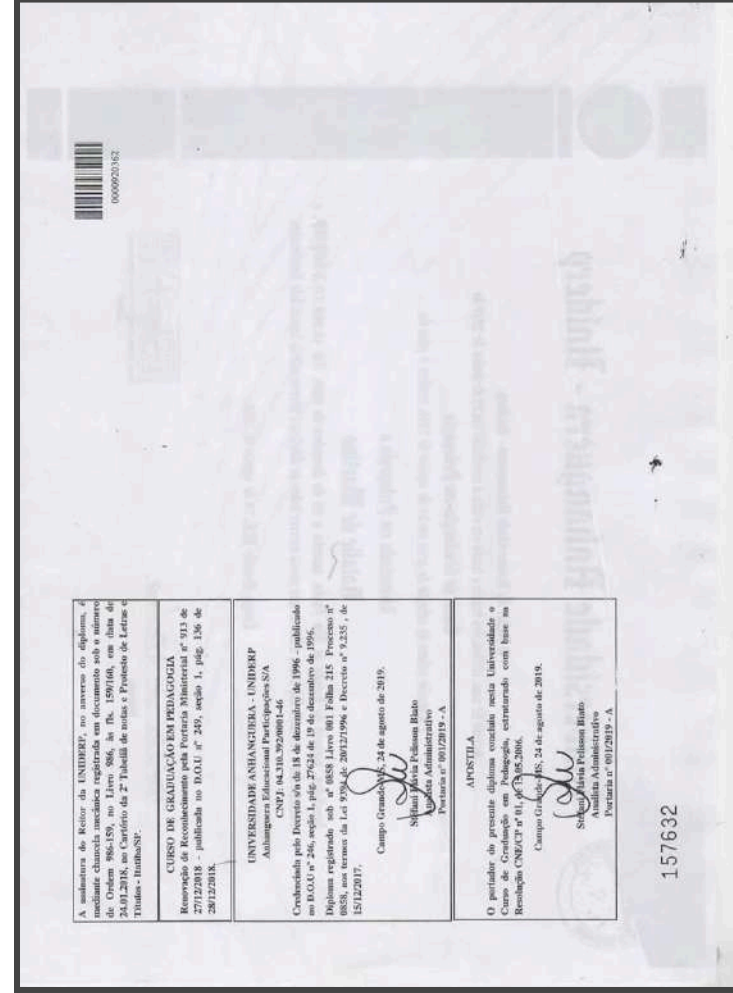 A assinatura do Reitor da UNIDERP, no anverso do diploma, é
mediante chancela mecânica registrada em documento sob o número
de Ordem 986-159, no Livro 986, às fls. 159/160, em data de
24.01.2018, no Cartório da 2ª Tabeliã de notas e Protesto de Letras e
Títulos - Itatiba/SP.
CURSO DE GRADUAÇÃO EM PEDAGOGIA
Renovação de Reconhecimento pela Portaria Ministerial nº 913 de
27/12/2018 - publicada no D.O.U nº 249, seção 1, pág. 136 de
28/12/2018.
UNIVERSIDADE ANHANGUERA - UNIDERP
Anhanguera Educacional Participações S/A
CNPJ: 04.310.392/0001-46
Credenciada pelo Decreto s/n de 18 de dezembro de 1996 - publicado
no D.O.U nº 246, seção 1, pág. 27624 de 19 de dezembro de 1996.
Diploma registrado sob nº 0858 Livro 001 Folha 215 Processo nº
0858, nos termos da Lei 9394 de 20/12/1996 e Decreto nº 9.235 , de
15/12/2017.
Campo Grande-MS, 24 de agosto de 2019.
Stefani Flávia Pelisson Biato
Analista Administrativo
Portaria nº 001/2019 - A
APOSTILA
O portador do presente diploma concluiu nesta Universidade o
Curso de Graduação em Pedagogia, estruturado com base na
Resolução CNE/CP nº 01, de 15.05.2006.
Campo Grande-MS, 24 de agosto de 2019.
Stefani Flávia Pelisson Biato
Analista Administrativo
Portaria nº 001/2019 - A
0000920362
157632